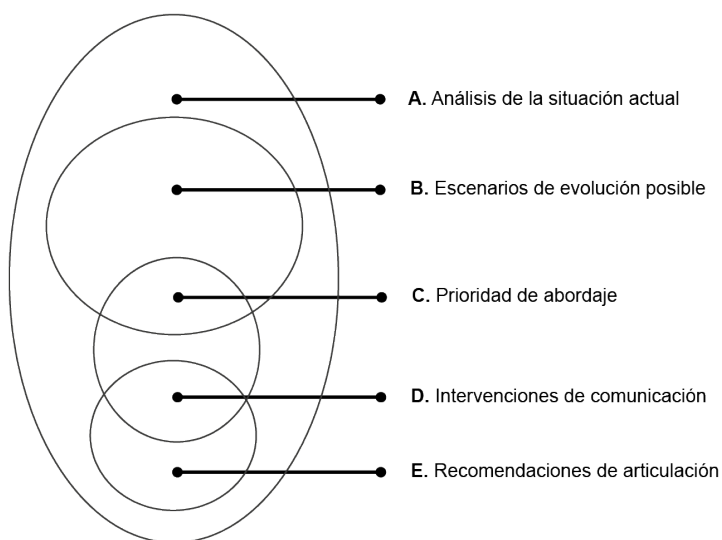 A. Análisis de la situación actual
B. Escenarios de evolución posible
C. Prioridad de abordaje
D. Intervenciones de comunicación
E. Recomendaciones de articulación